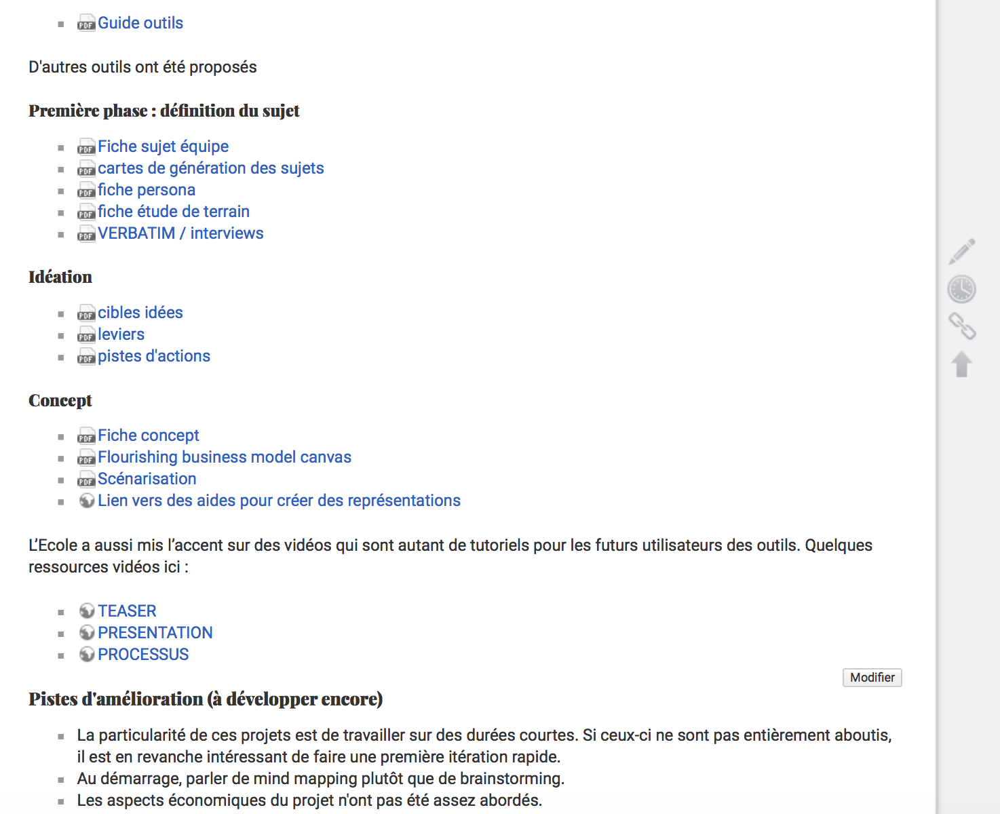 Guide outils
D'autres outils ont été proposés
Première phase : définition du sujet
Fiche sujet équipe
cartes de génération des sujets
fiche persona
fiche étude de terrain
VERBATIM / interviews
Idéation
cibles idées
leviers
pistes d'actions
Concept
Fiche concept
Flourishing business model canvas
Scénarisation
Lien vers des aides pour créer des représentations
L’Ecole a aussi mis l’accent sur des vidéos qui sont autant de tutoriels pour les futurs utilisateurs des outils. Quelques
ressources vidéos ici :
TEASER
PRESENTATION
PROCESSUS
Modifier
Pistes d'amélioration (à développer encore)
La particularité de ces projets est de travailler sur des durées courtes. Si ceux-ci ne sont pas entièrement aboutis,
il est en revanche intéressant de faire une première itération rapide.
Au démarrage, parler de mind mapping plutôt que de brainstorming.
Les aspects économiques du projet n'ont pas été assez abordés.